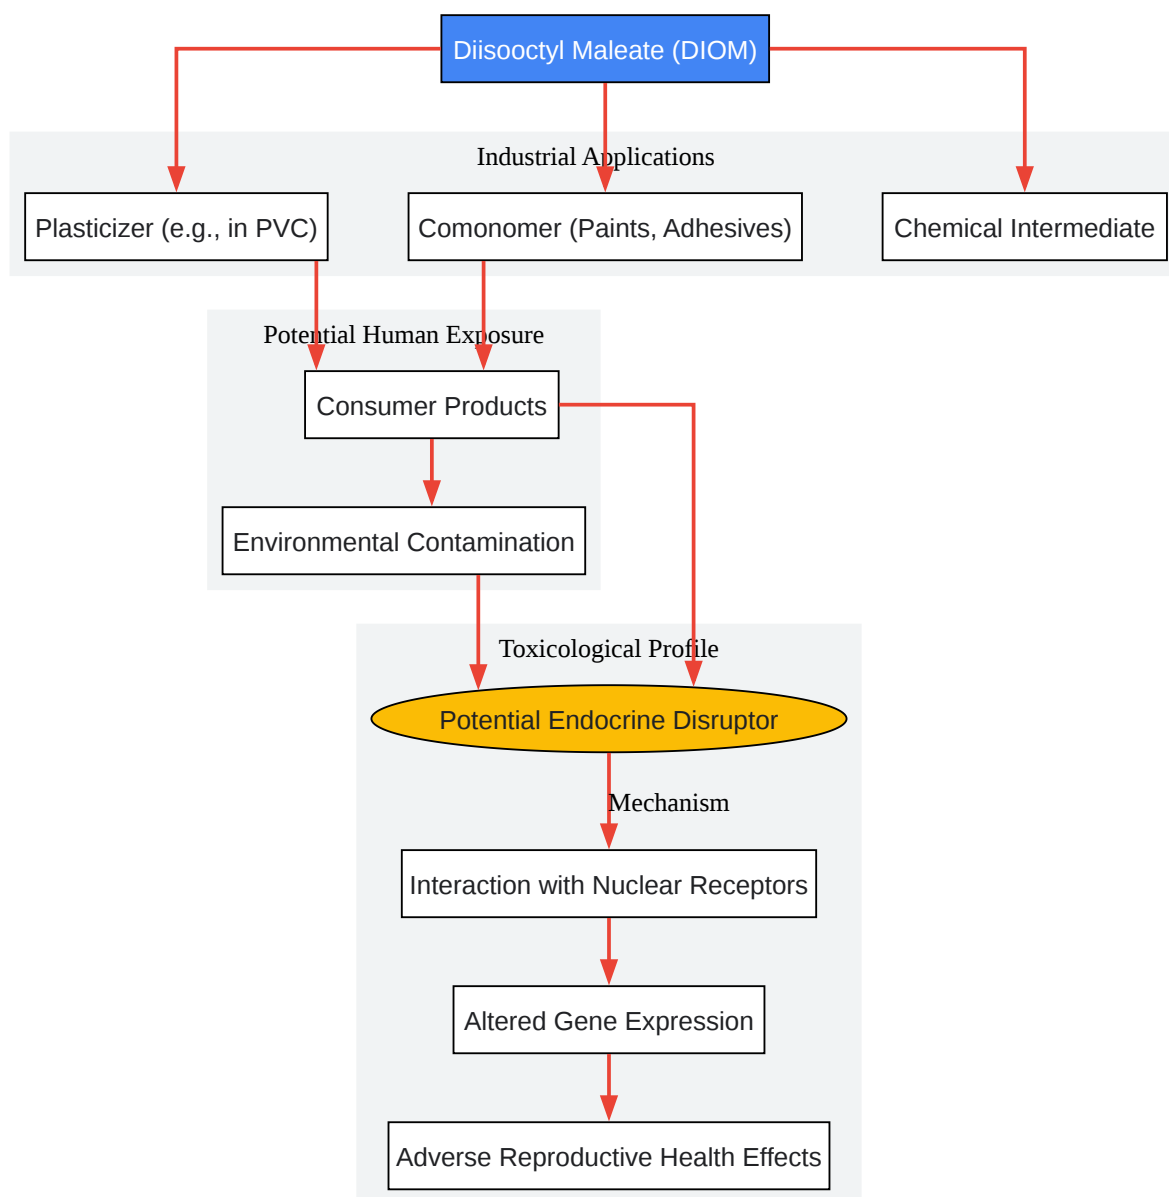 Diisooctyl Maleate (DIOM)
Industrial Applications
Plasticizer (e.g., in PVC)
Comonomer (Paints, Adhesives)
Chemical Intermediate
Potential Human Exposure
Consumer Products
Environmental Contamination
Toxicological Profile
Potential Endocrine Disruptor
Mechanism
Interaction with Nuclear Receptors
Altered Gene Expression
Adverse Reproductive Health Effects